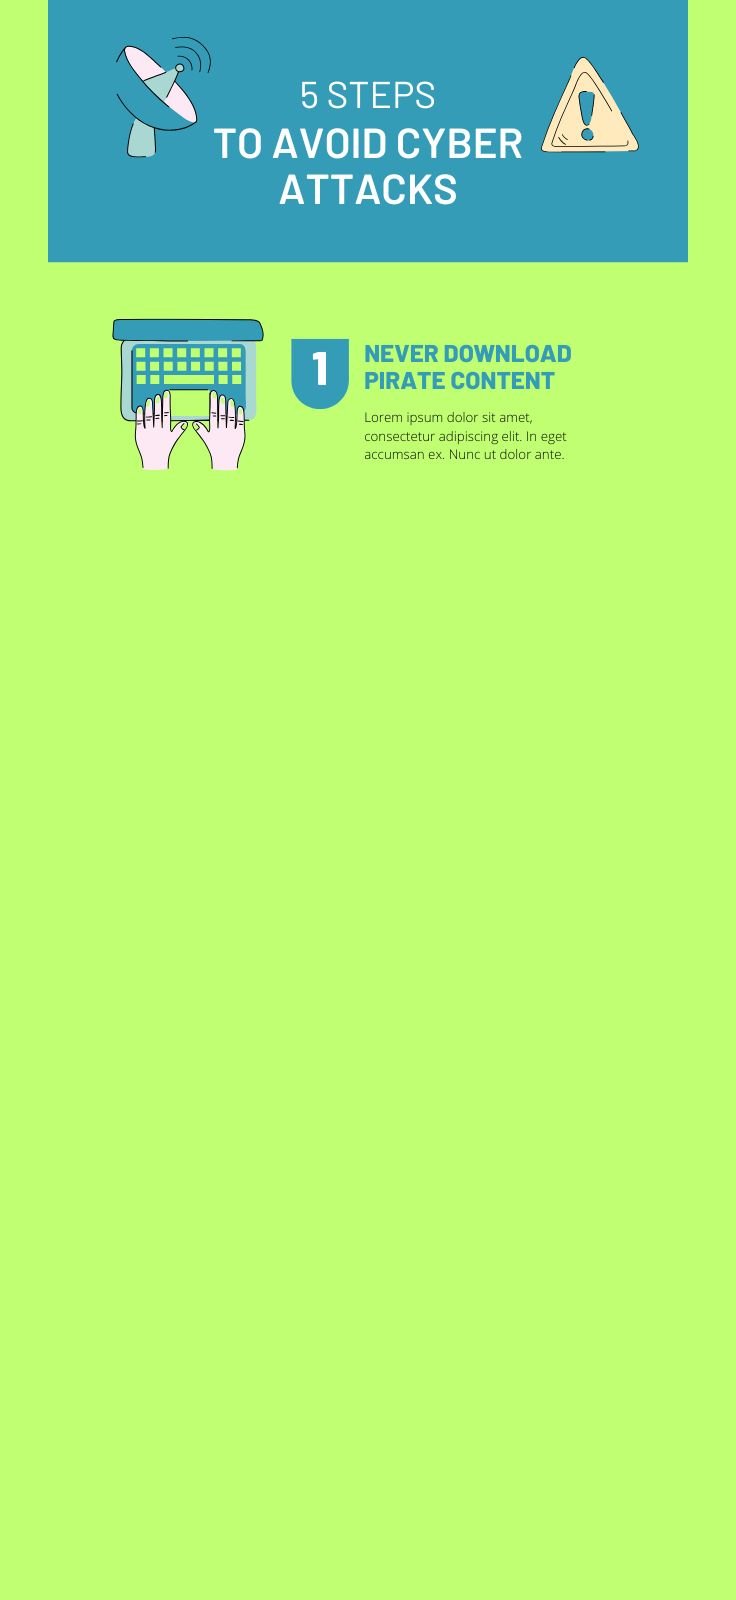 5 STEPS
TO AVOID CYBER
ATTACKS
1
NEVER DOWNLOAD
PIRATE CONTENT
Lorem ipsum dolor sit amet,
consectetur adipiscing elit. In eget
accumsan ex. Nunc ut dolor ante.